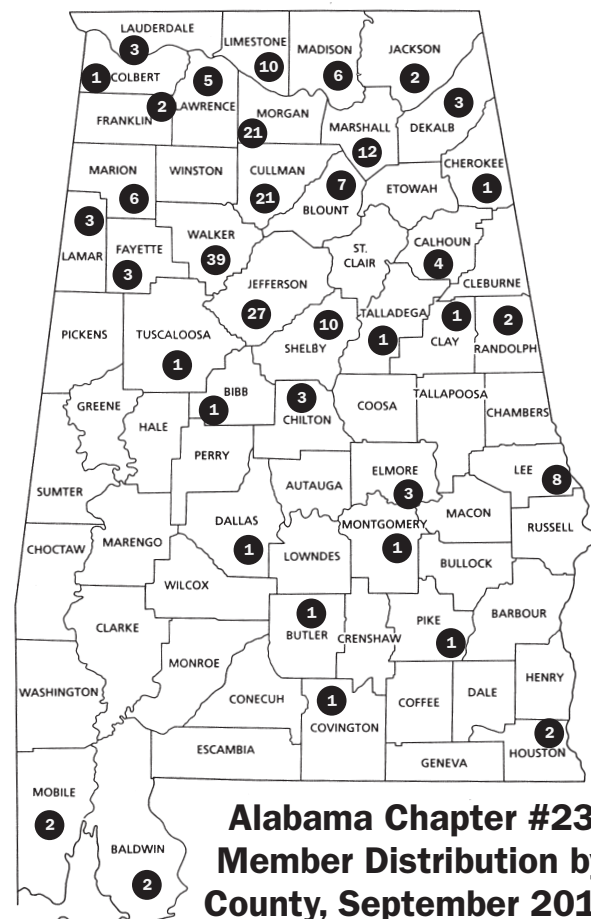 LAUDERDALE
3
LIMESTONE
10
MADISON
6
JACKSON
2
1
COLBERT
5
LAWRENCE
2
FRANKLIN
MORGAN
21
MARSHALL
12
3
DEKALB
CHEROKEE
1
MARION
6
WINSTON
CULLMAN
21
7
BLOUNT
ETOWAH
3
LAMAR
FAYETTE
3
WALKER
39
ST.
CLAIR
CALHOUN
4
CLEBURNE
JEFFERSON
27
10
SHELBY
TALLADEGA
1
1
CLAY
2
RANDOLPH
PICKENS
TUSCALOOSA
1
BIBB
1
3
CHILTON
COOSA
TALLAPOOSA
CHAMBERS
GREENE
HALE
PERRY
AUTAUGA
ELMORE
3
LEE
8
SUMTER
DALLAS
1
MONTGOMERY
1
MACON
RUSSELL
CHOCTAW
MARENGO
LOWNDES
BULLOCK
WILCOX
CLARKE
1
BUTLER
CRENSHAW
PIKE
1
BARBOUR
MONROE
WASHINGTON
CONECUH
1
COVINGTON
COFFEE
DALE
HENRY
ESCAMBIA
GENEVA
2
HOUSTON
MOBILE
2
BALDWIN
2
Alabama Chapter #23
Member Distribution by
County, September 201